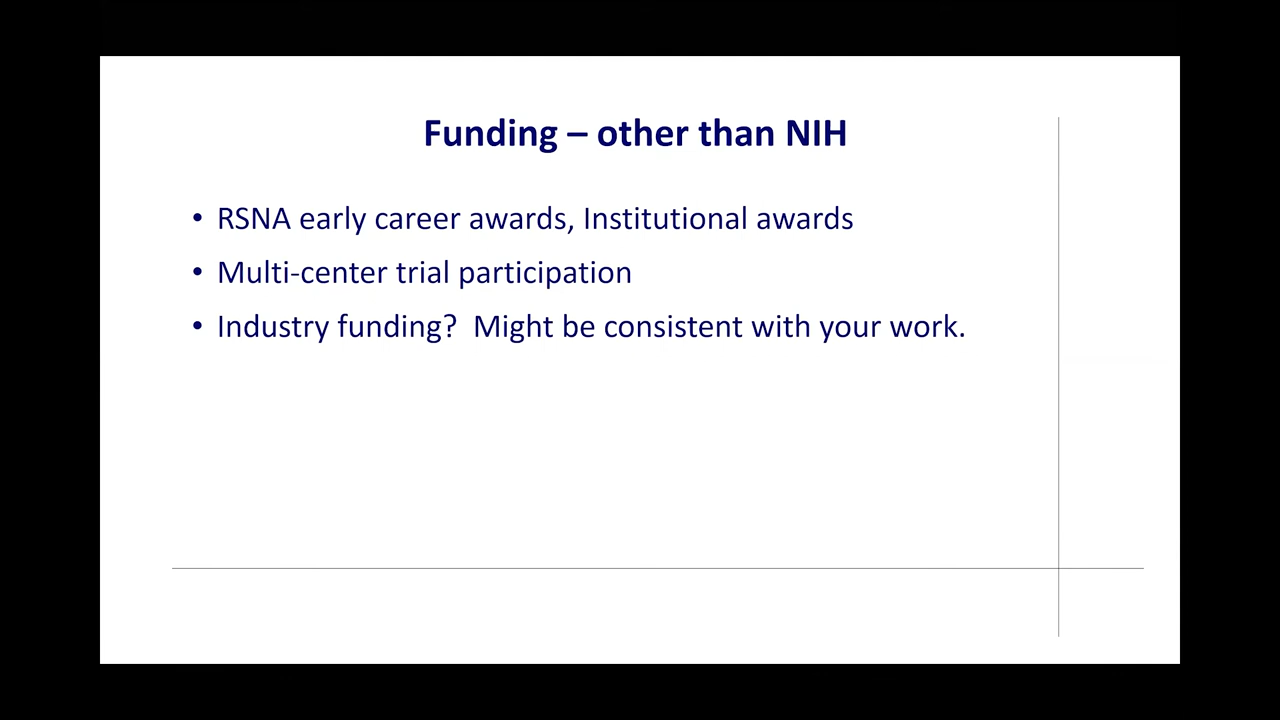 Funding – other than NIH
• RSNA early career awards, Institutional awards
• Multi-center trial participation
• Industry funding?  Might be consistent with your work.